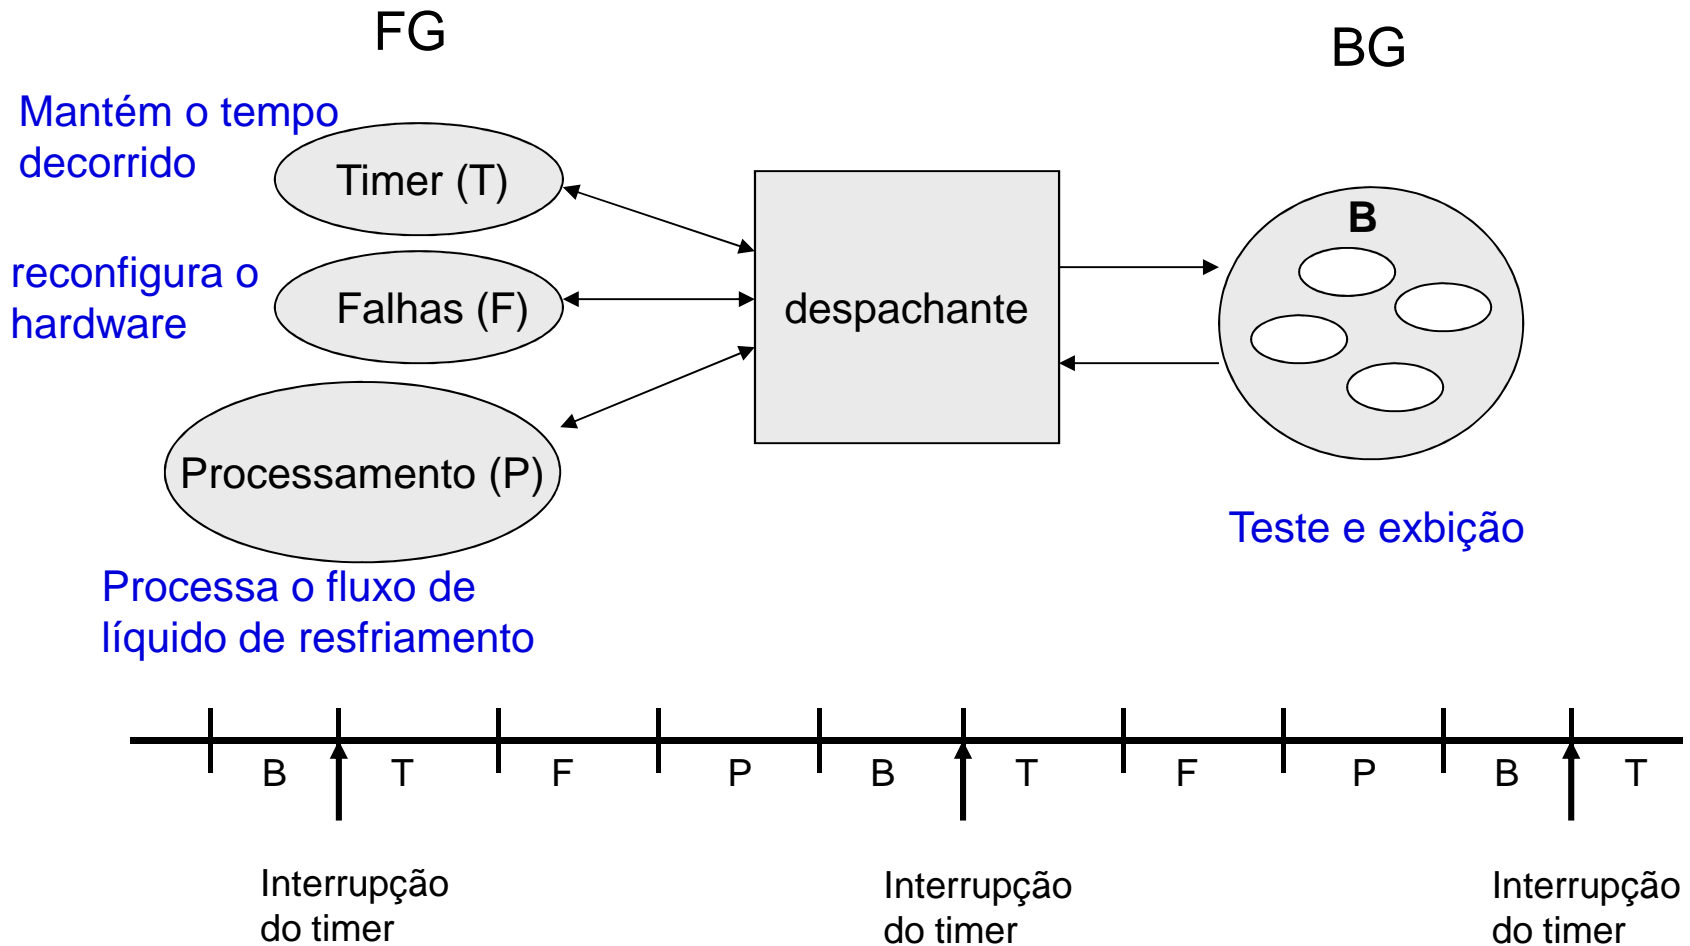 FG
BG
Mantém o tempo
decorrido
Timer (T)
B
reconfigura o
hardware
Falhas (F)
despachante
Processamento (P)
Teste e exbição
Processa o fluxo de
líquido de resfriamento
B T F P B T F P B T
Interrupção
do timer
Interrupção
do timer
Interrupção
do timer